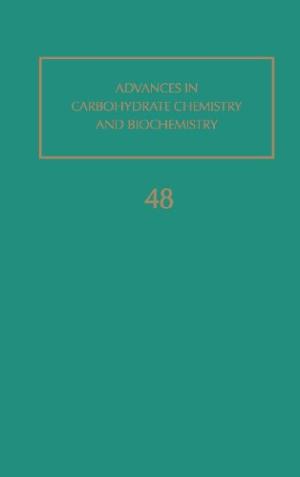 ADVANCES IN
CARBOHYDRATE CHEMISTRY
AND BIOCHEMISTRY
48